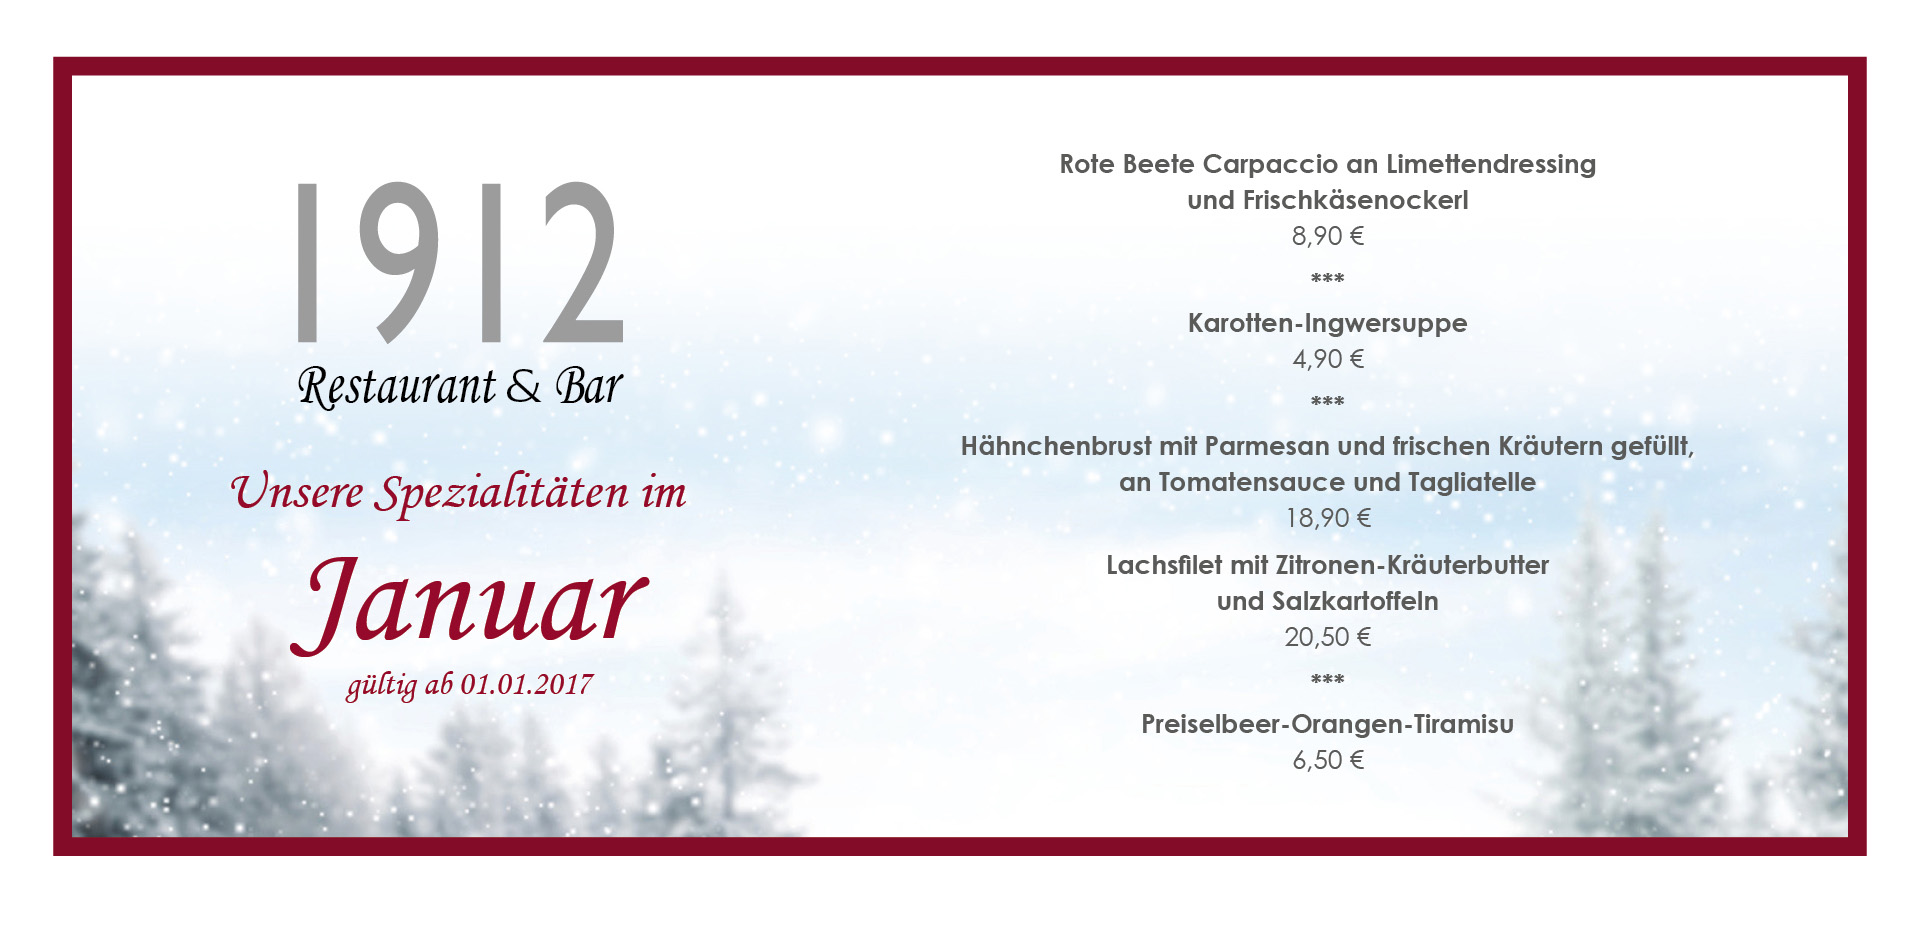 1912
Restaurant & Bar
Unsere Spezialitäten im
Januar
gültig ab 01.01.2017
Rote Beete Carpaccio an Limettendressing
und Frischkäsenockerl
8,90 €
***
Karotten-Ingwersuppe
4,90 €
***
Hähnchenbrust mit Parmesan und frischen Kräutern gefüllt,
an Tomatensauce und Tagliatelle
18,90 €
Lachsfilet mit Zitronen-Kräuterbutter
und Salzkartoffeln
20,50 €
***
Preiselbeer-Orangen-Tiramisu
6,50 €